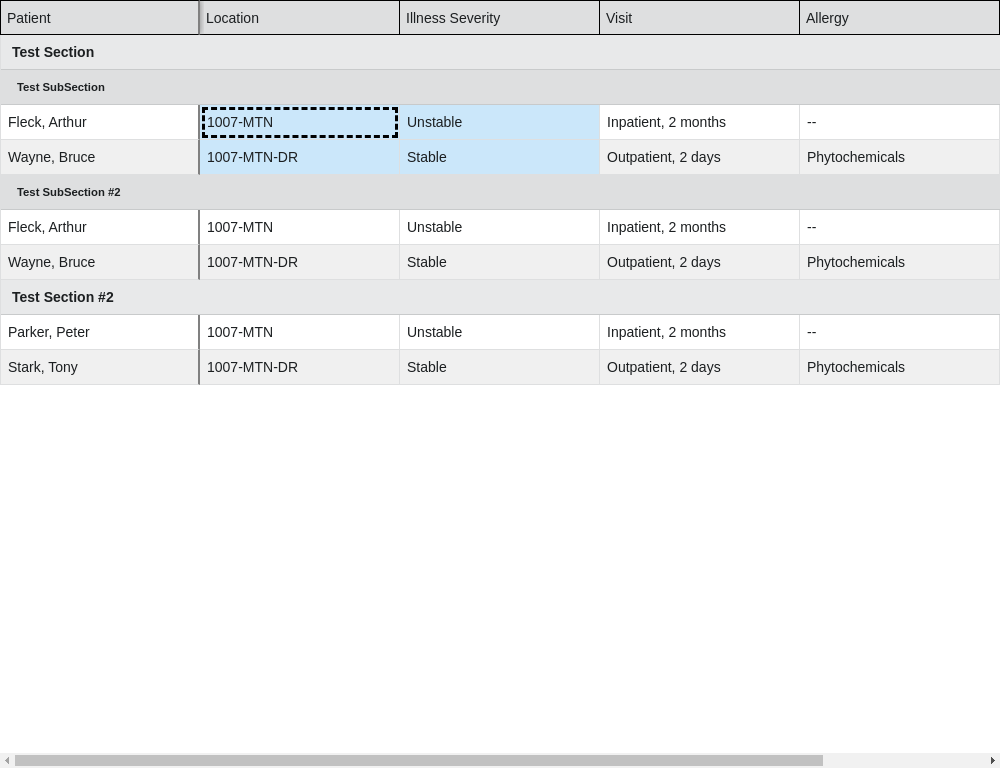 Patient Location Illness Severity Visit Allergy
Test Section
Test SubSection
Fleck, Arthur 1007-MTN Unstable Inpatient, 2 months --
Wayne, Bruce 1007-MTN-DR Stable Outpatient, 2 days Phytochemicals
Test SubSection #2
Fleck, Arthur 1007-MTN Unstable Inpatient, 2 months --
Wayne, Bruce 1007-MTN-DR Stable Outpatient, 2 days Phytochemicals
Test Section #2
Parker, Peter 1007-MTN Unstable Inpatient, 2 months --
Stark, Tony 1007-MTN-DR Stable Outpatient, 2 days Phytochemicals